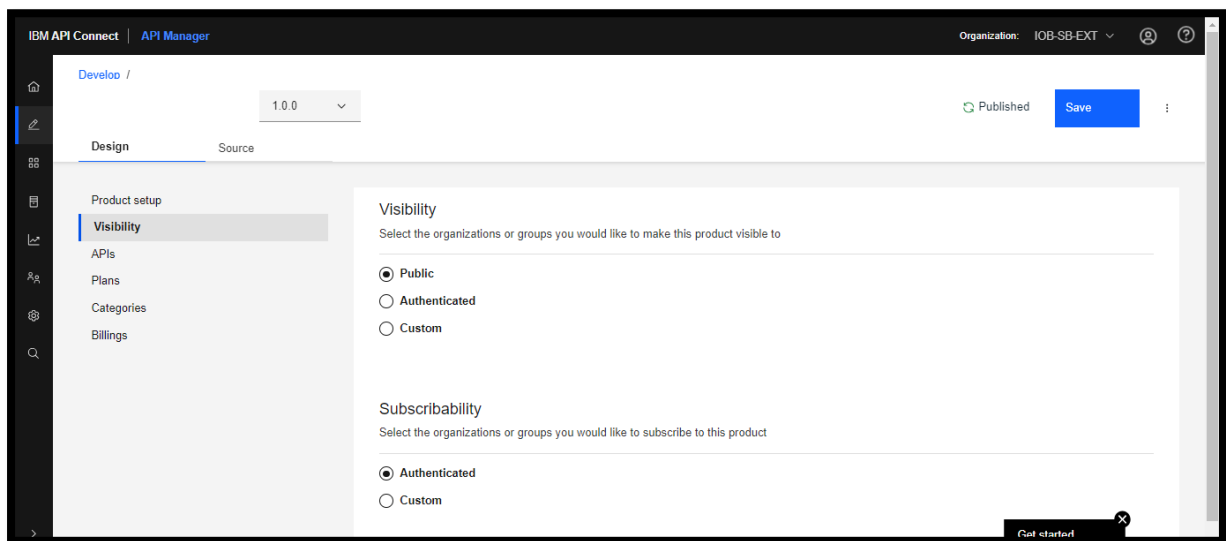 IBM API Connect | API Manager
Organization: IOB-SB-EXT
Develop /
1.0.0
Published
Save
Design
Source
Product setup
Visibility
APIs
Plans
Categories
Billings
Visibility
Select the organizations or groups you would like to make this product visible to
Public
Authenticated
Custom
Subscribability
Select the organizations or groups you would like to subscribe to this product
Authenticated
Custom
Get started